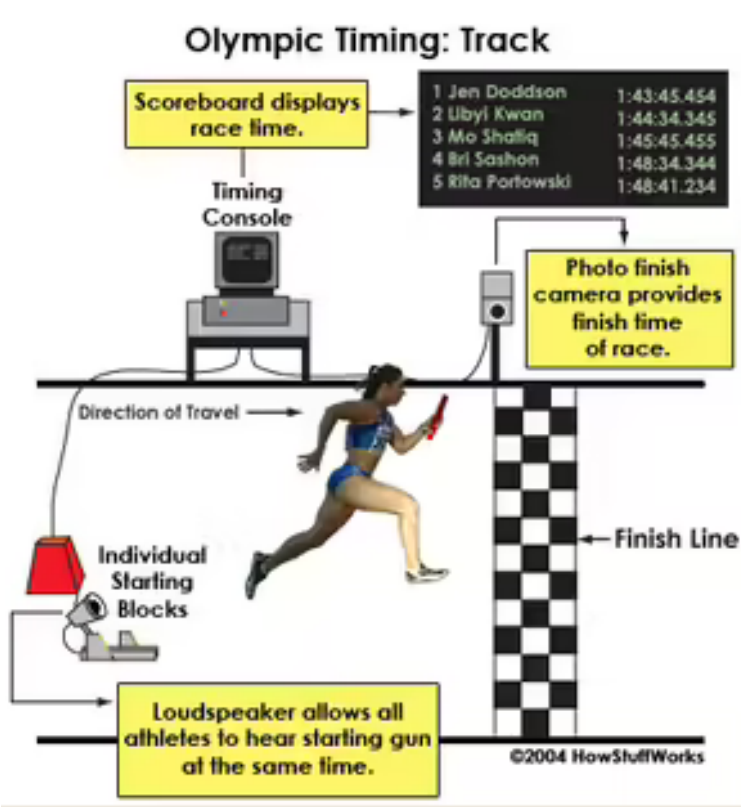 Olympic Timing: Track
Scoreboard displays
race time.
1 Jen Doddson 1:43:45.454
2 Libyl Kwan 1:44:34.345
3 Mo Shafiq 1:45:45.455
4 Bri Sashon 1:48:34.344
5 Rita Portowski 1:48:41.234
Timing
Console
Photo finish
camera provides
finish time
of race.
Direction of Travel
Finish Line
Individual
Starting
Blocks
Loudspeaker allows all
athletes to hear starting gun
at the same time.
©2004 HowStuffWorks